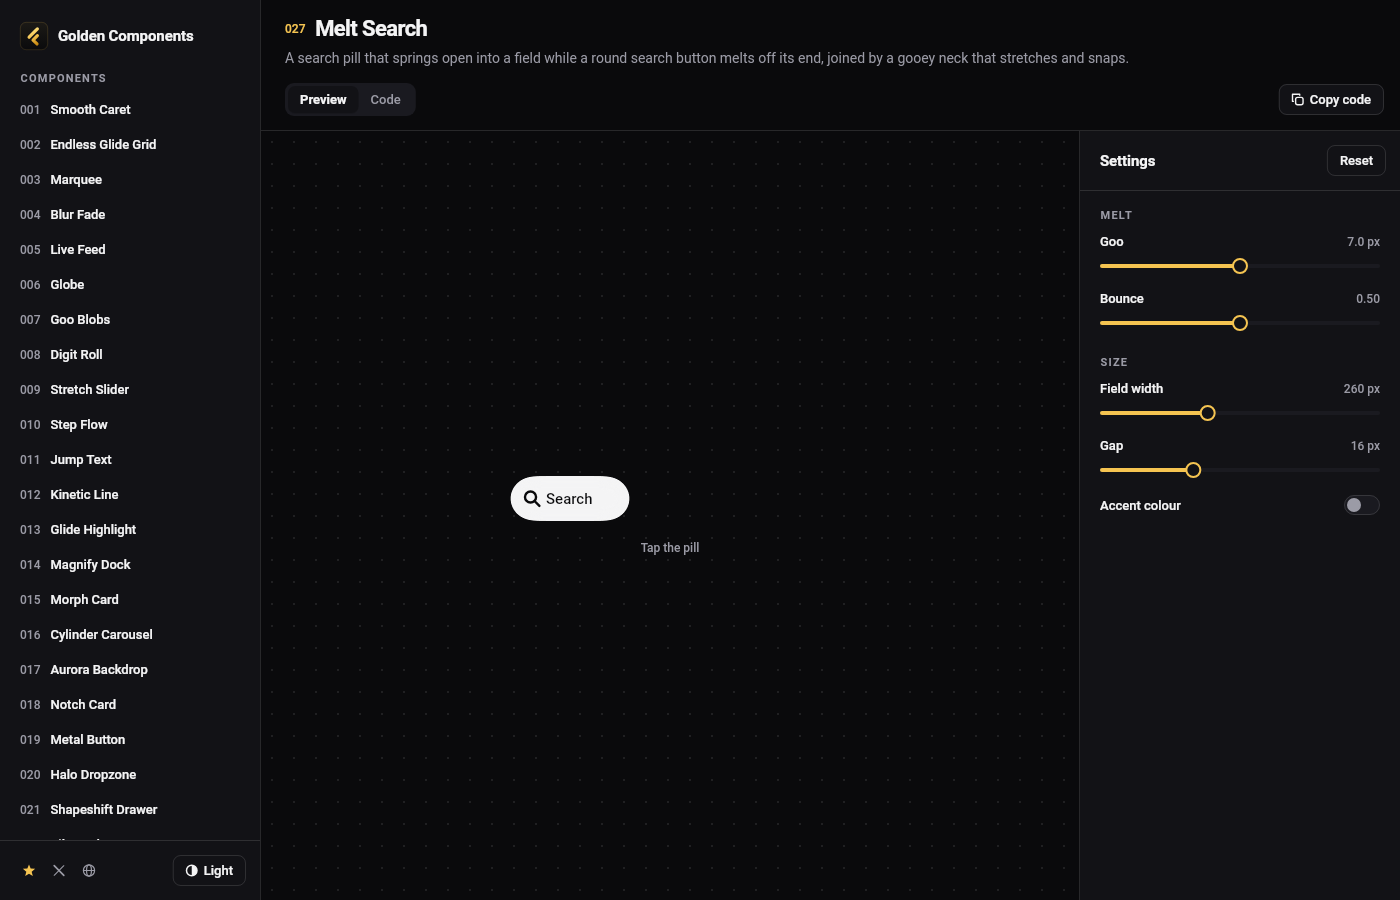 Golden Components
COMPONENTS
001 Smooth Caret
002 Endless Glide Grid
003 Marquee
004 Blur Fade
005 Live Feed
006 Globe
007 Goo Blobs
008 Digit Roll
009 Stretch Slider
010 Step Flow
011 Jump Text
012 Kinetic Line
013 Glide Highlight
014 Magnify Dock
015 Morph Card
016 Cylinder Carousel
017 Aurora Backdrop
018 Notch Card
019 Metal Button
020 Halo Dropzone
021 Shapeshift Drawer
Light
027 Melt Search
A search pill that springs open into a field while a round search button melts off its end, joined by a gooey neck that stretches and snaps.
Preview Code
Copy code
Search
Tap the pill
Settings
Reset
MELT
Goo 7.0 px
Bounce 0.50
SIZE
Field width 260 px
Gap 16 px
Accent colour